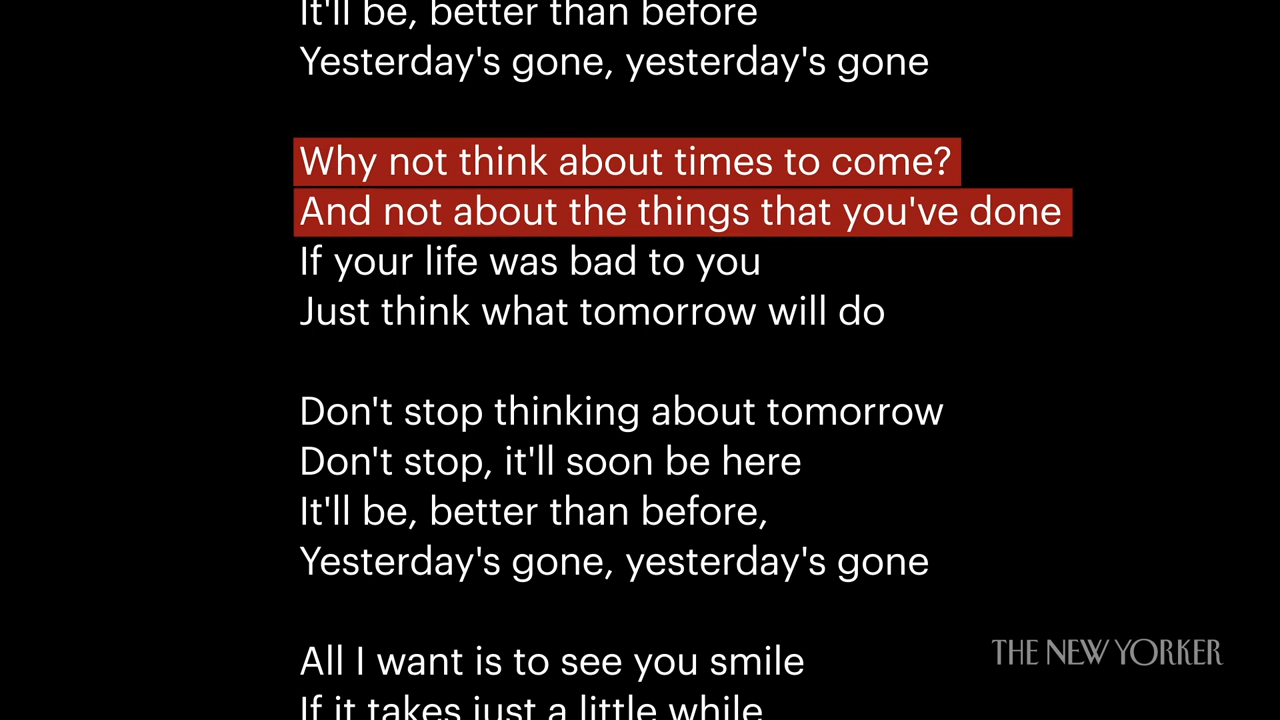 It'll be, better than before
Yesterday's gone, yesterday's gone
Why not think about times to come?
And not about the things that you've done
If your life was bad to you
Just think what tomorrow will do
Don't stop thinking about tomorrow
Don't stop, it'll soon be here
It'll be, better than before,
Yesterday's gone, yesterday's gone
All I want is to see you smile
If it takes just a little while
THE NEW YORKER